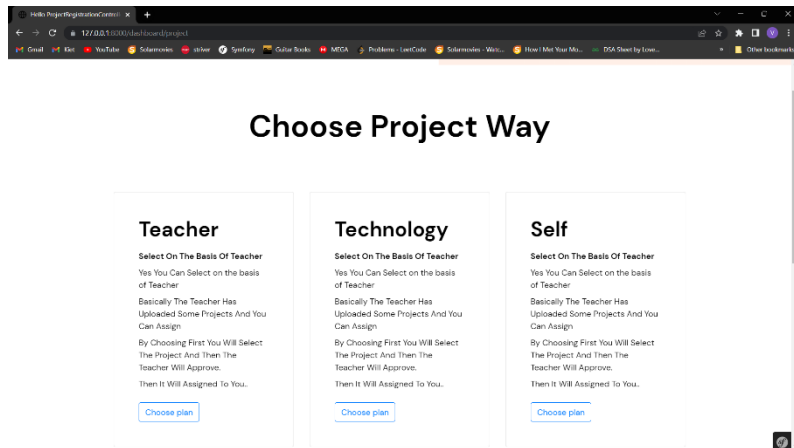 Hello ProjectRegistrationControll
127.0.0.1:8000/dashboard/project
Gmail Kiet YouTube Solarmovies striver Symfony Guitar Books MEGA Problems - LeetCode Solarmovies - Watc... How I Met Your Mo... DSA Sheet by Love... » Other bookmarks
Choose Project Way
Teacher
Select On The Basis Of Teacher
Yes You Can Select on the basis
of Teacher
Basically The Teacher Has
Uploaded Some Projects And You
Can Assign
By Choosing First You Will Select
The Project And Then The
Teacher Will Approve.
Then It Will Assigned To You..
Choose plan
Technology
Select On The Basis Of Teacher
Yes You Can Select on the basis
of Teacher
Basically The Teacher Has
Uploaded Some Projects And You
Can Assign
By Choosing First You Will Select
The Project And Then The
Teacher Will Approve.
Then It Will Assigned To You..
Choose plan
Self
Select On The Basis Of Teacher
Yes You Can Select on the basis
of Teacher
Basically The Teacher Has
Uploaded Some Projects And You
Can Assign
By Choosing First You Will Select
The Project And Then The
Teacher Will Approve.
Then It Will Assigned To You..
Choose plan